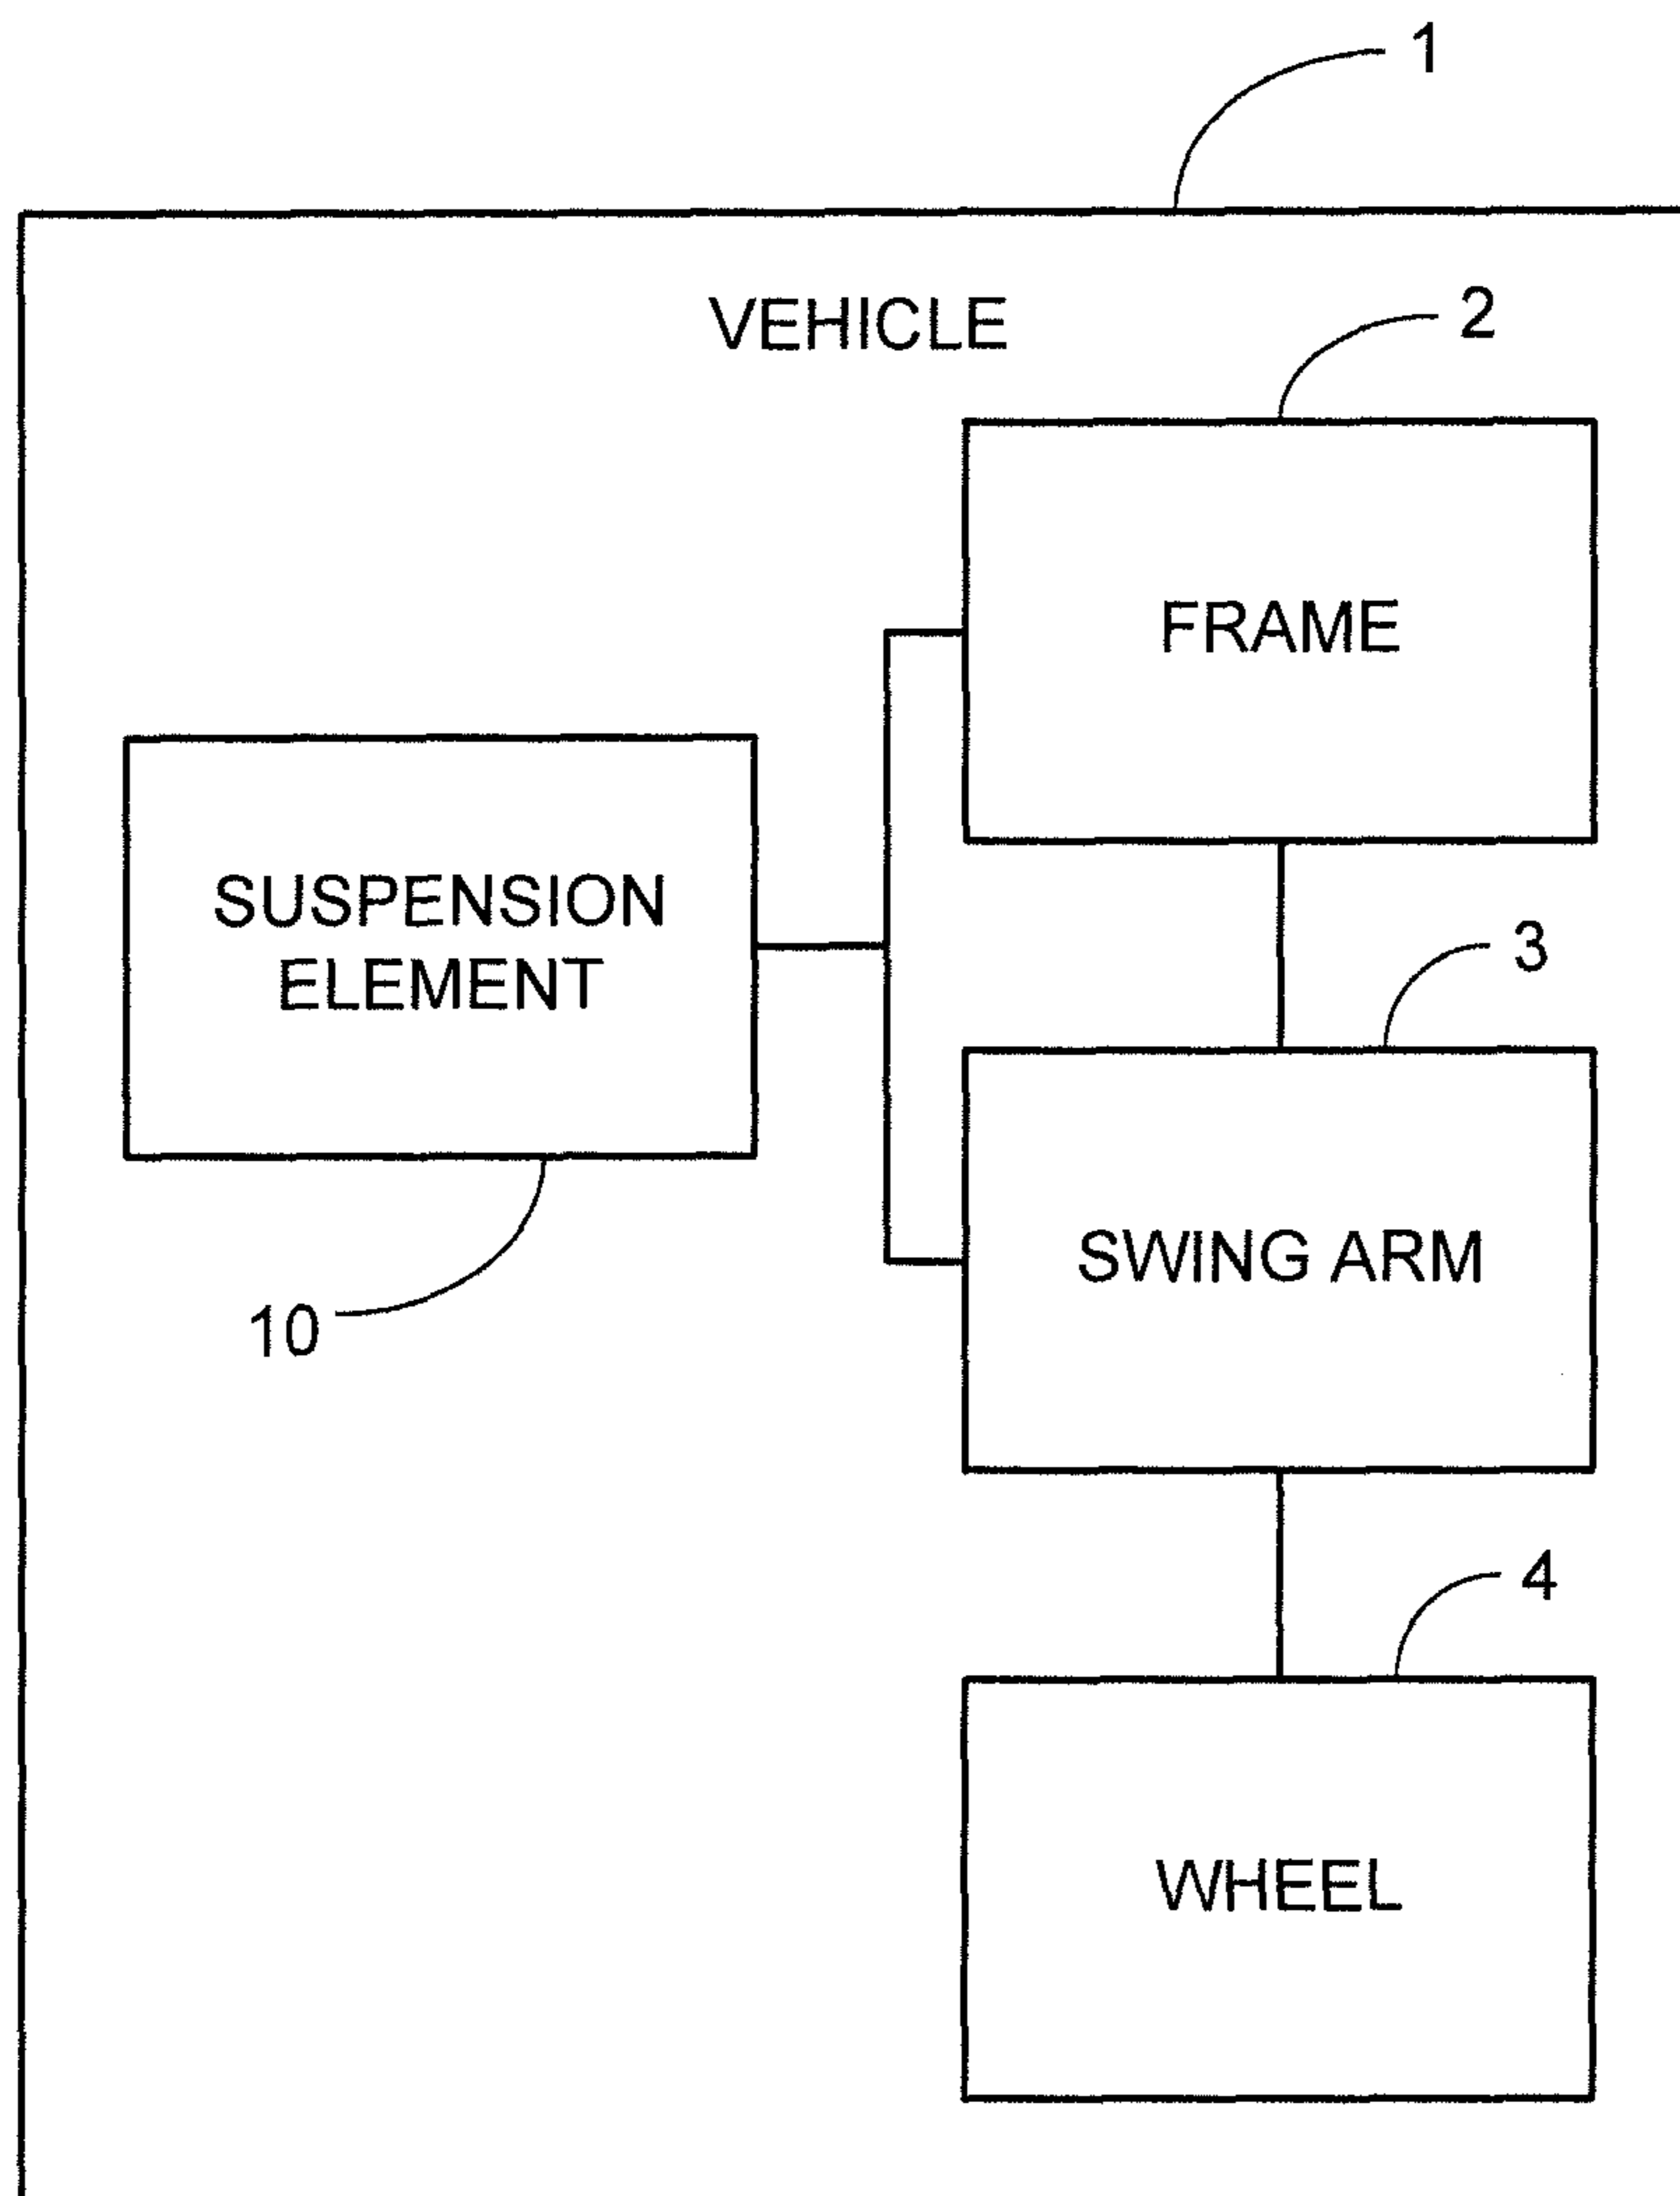 1
VEHICLE
2
FRAME
SUSPENSION
ELEMENT
3
SWING ARM
10
4
WHEEL